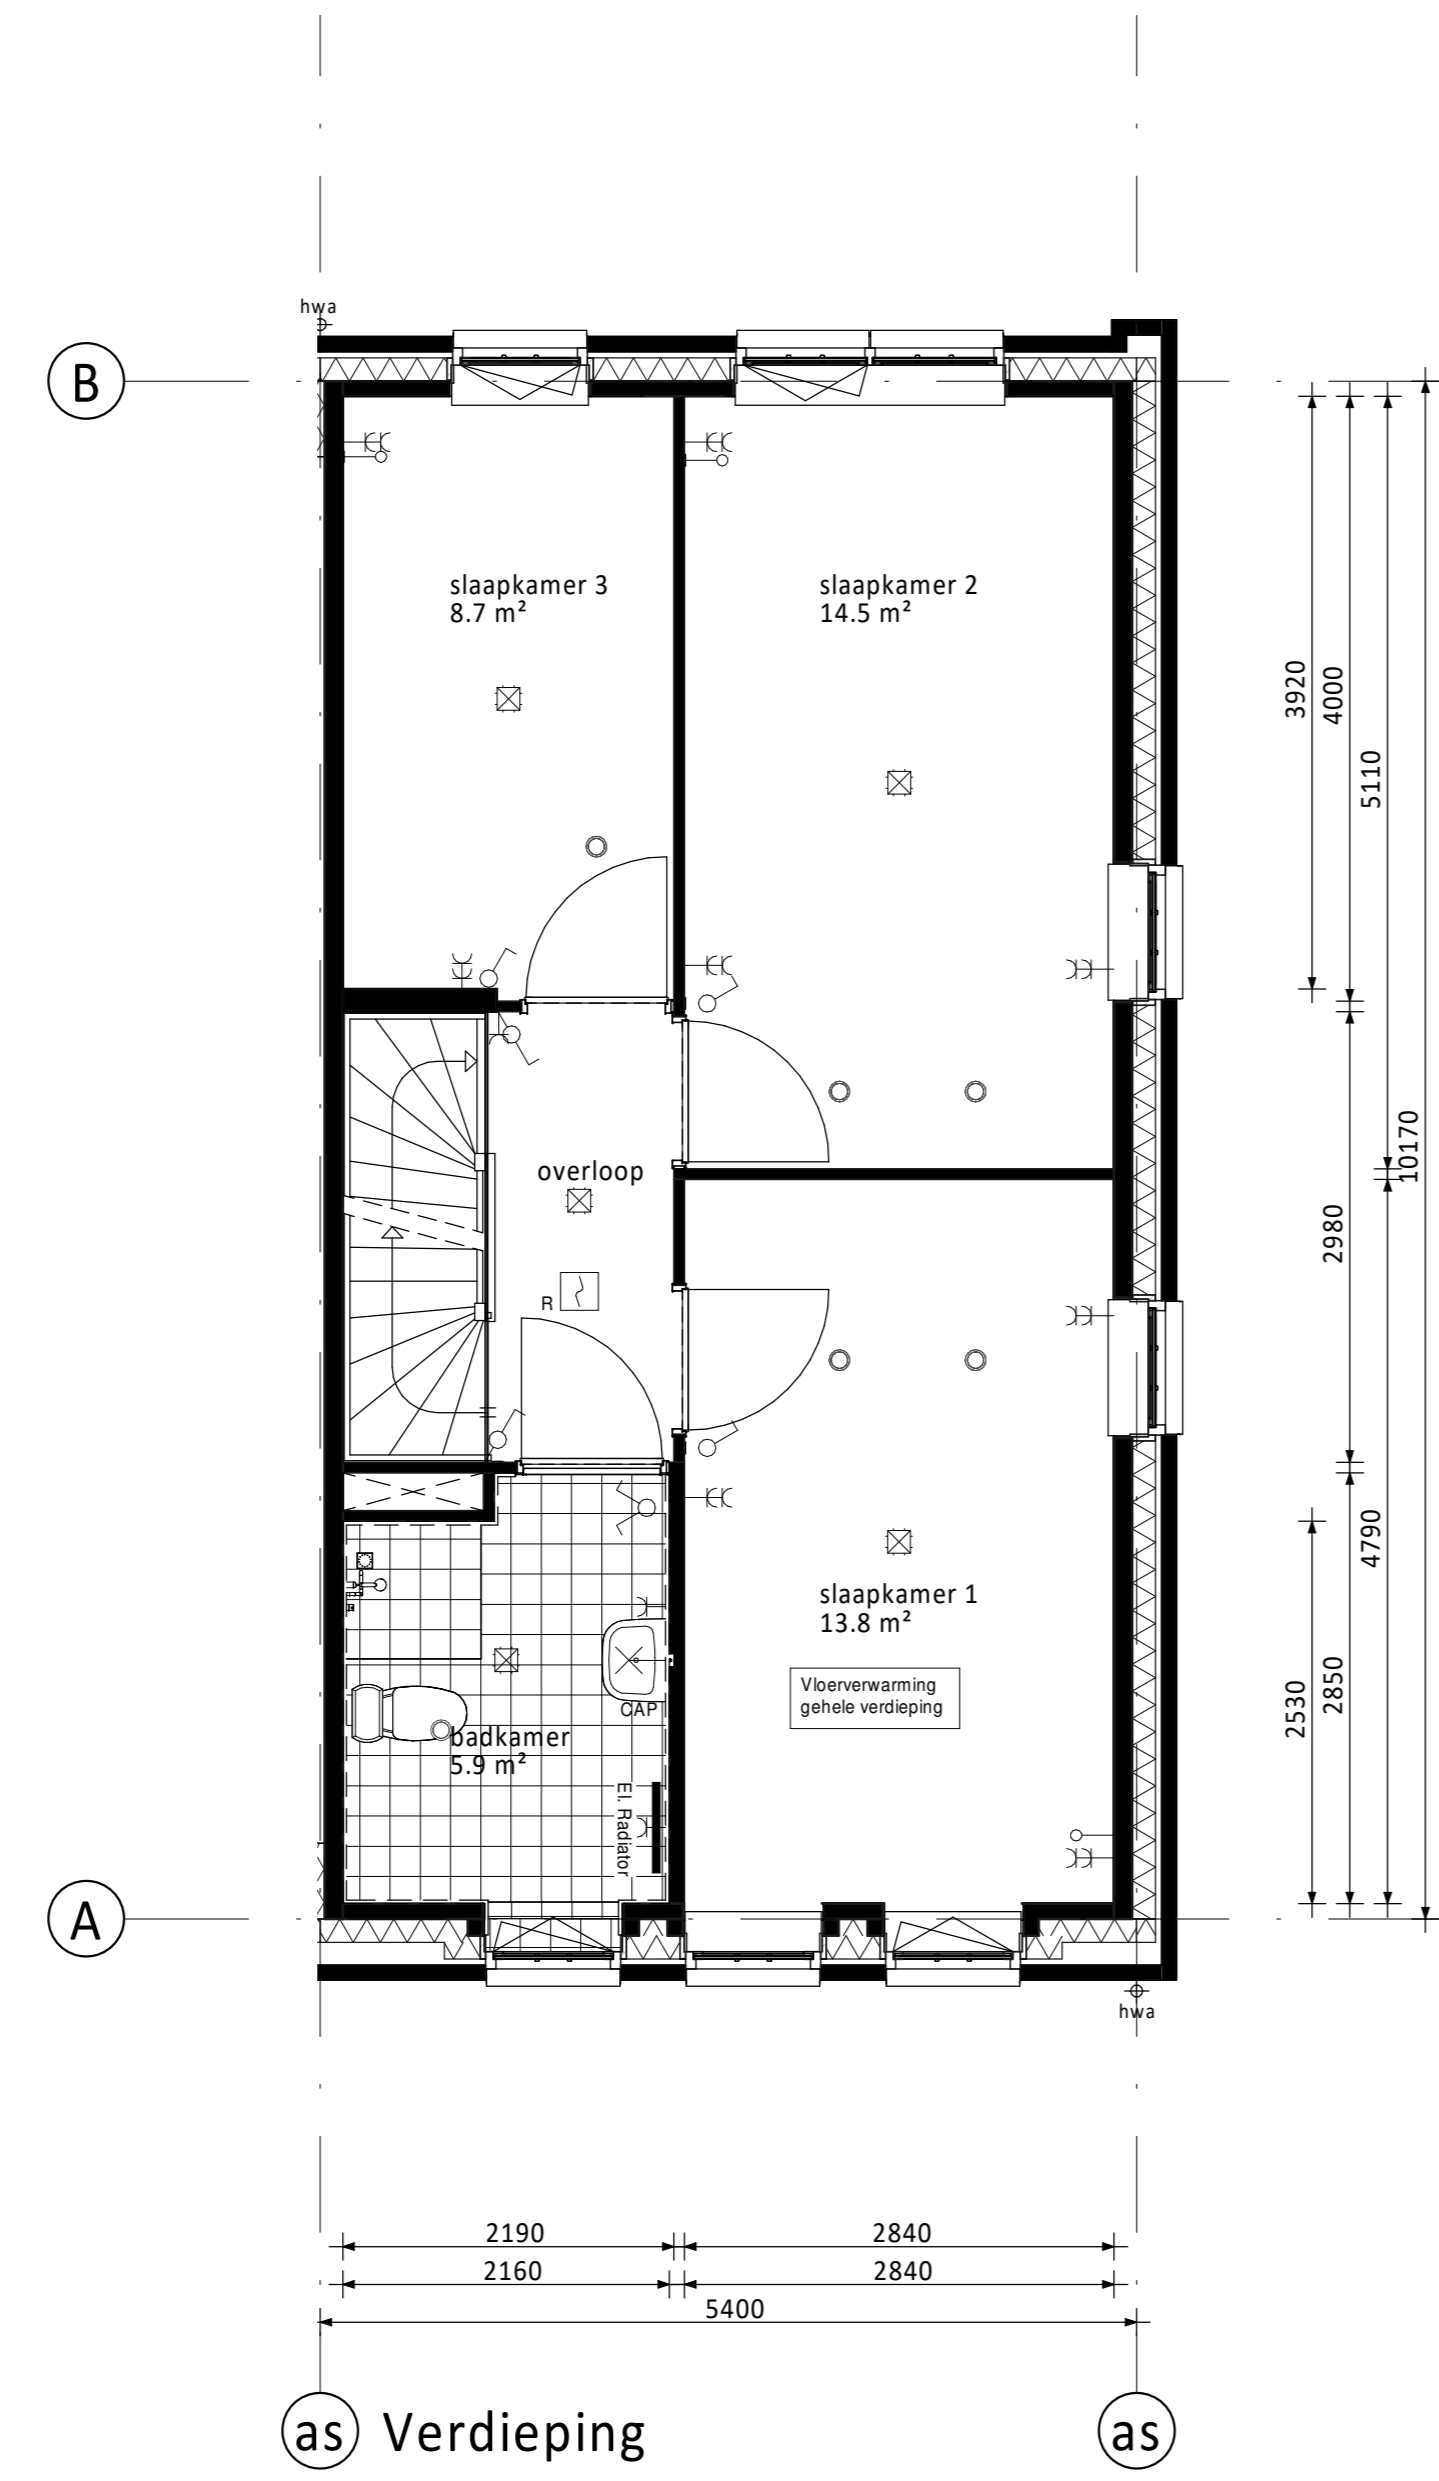 hwa
B
slaapkamer 3
8.7 m²
slaapkamer 2
14.5 m²
3920
4000
5110
10170
overloop
2980
R
4790
slaapkamer 1
13.8 m²
2530
2850
Vloerverwarming
gehele verdieping
CAP
badkamer
5.9 m²
El. Radiator
A
hwa
2190
2840
2160
2840
5400
as
Verdieping
as